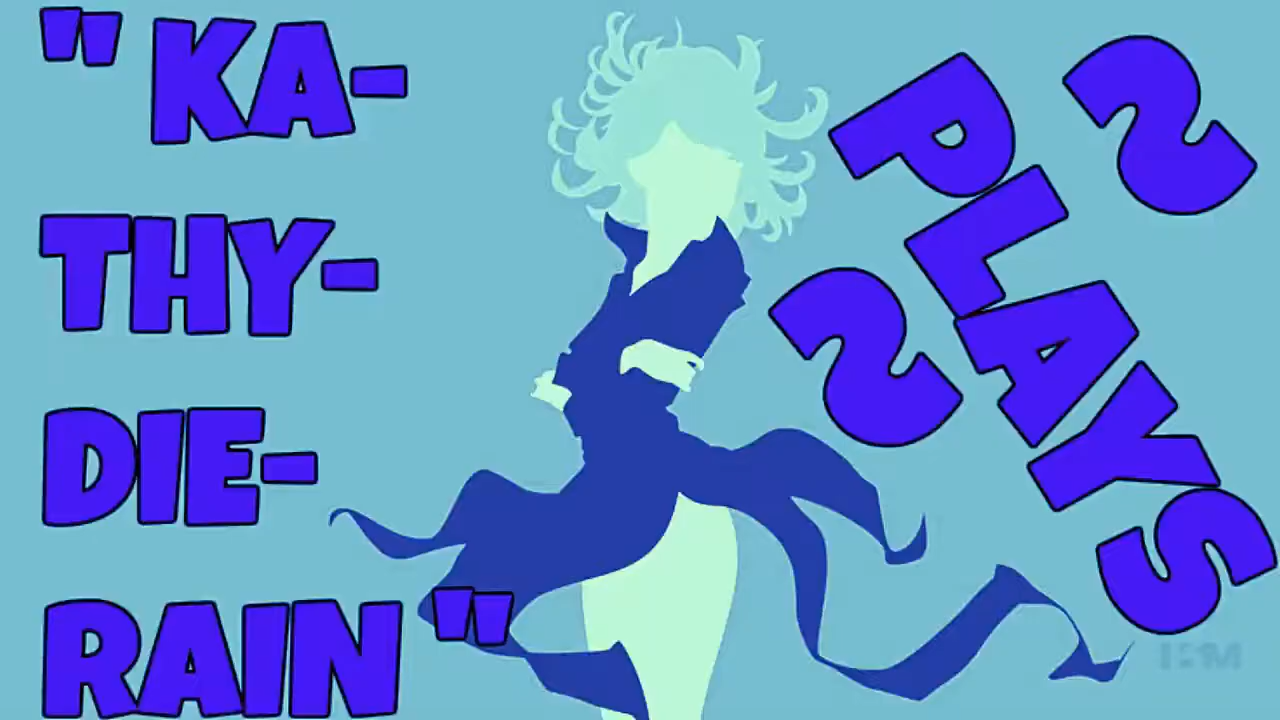 "KA-
THY-
DIE-
RAIN"
~
PLAYS
~